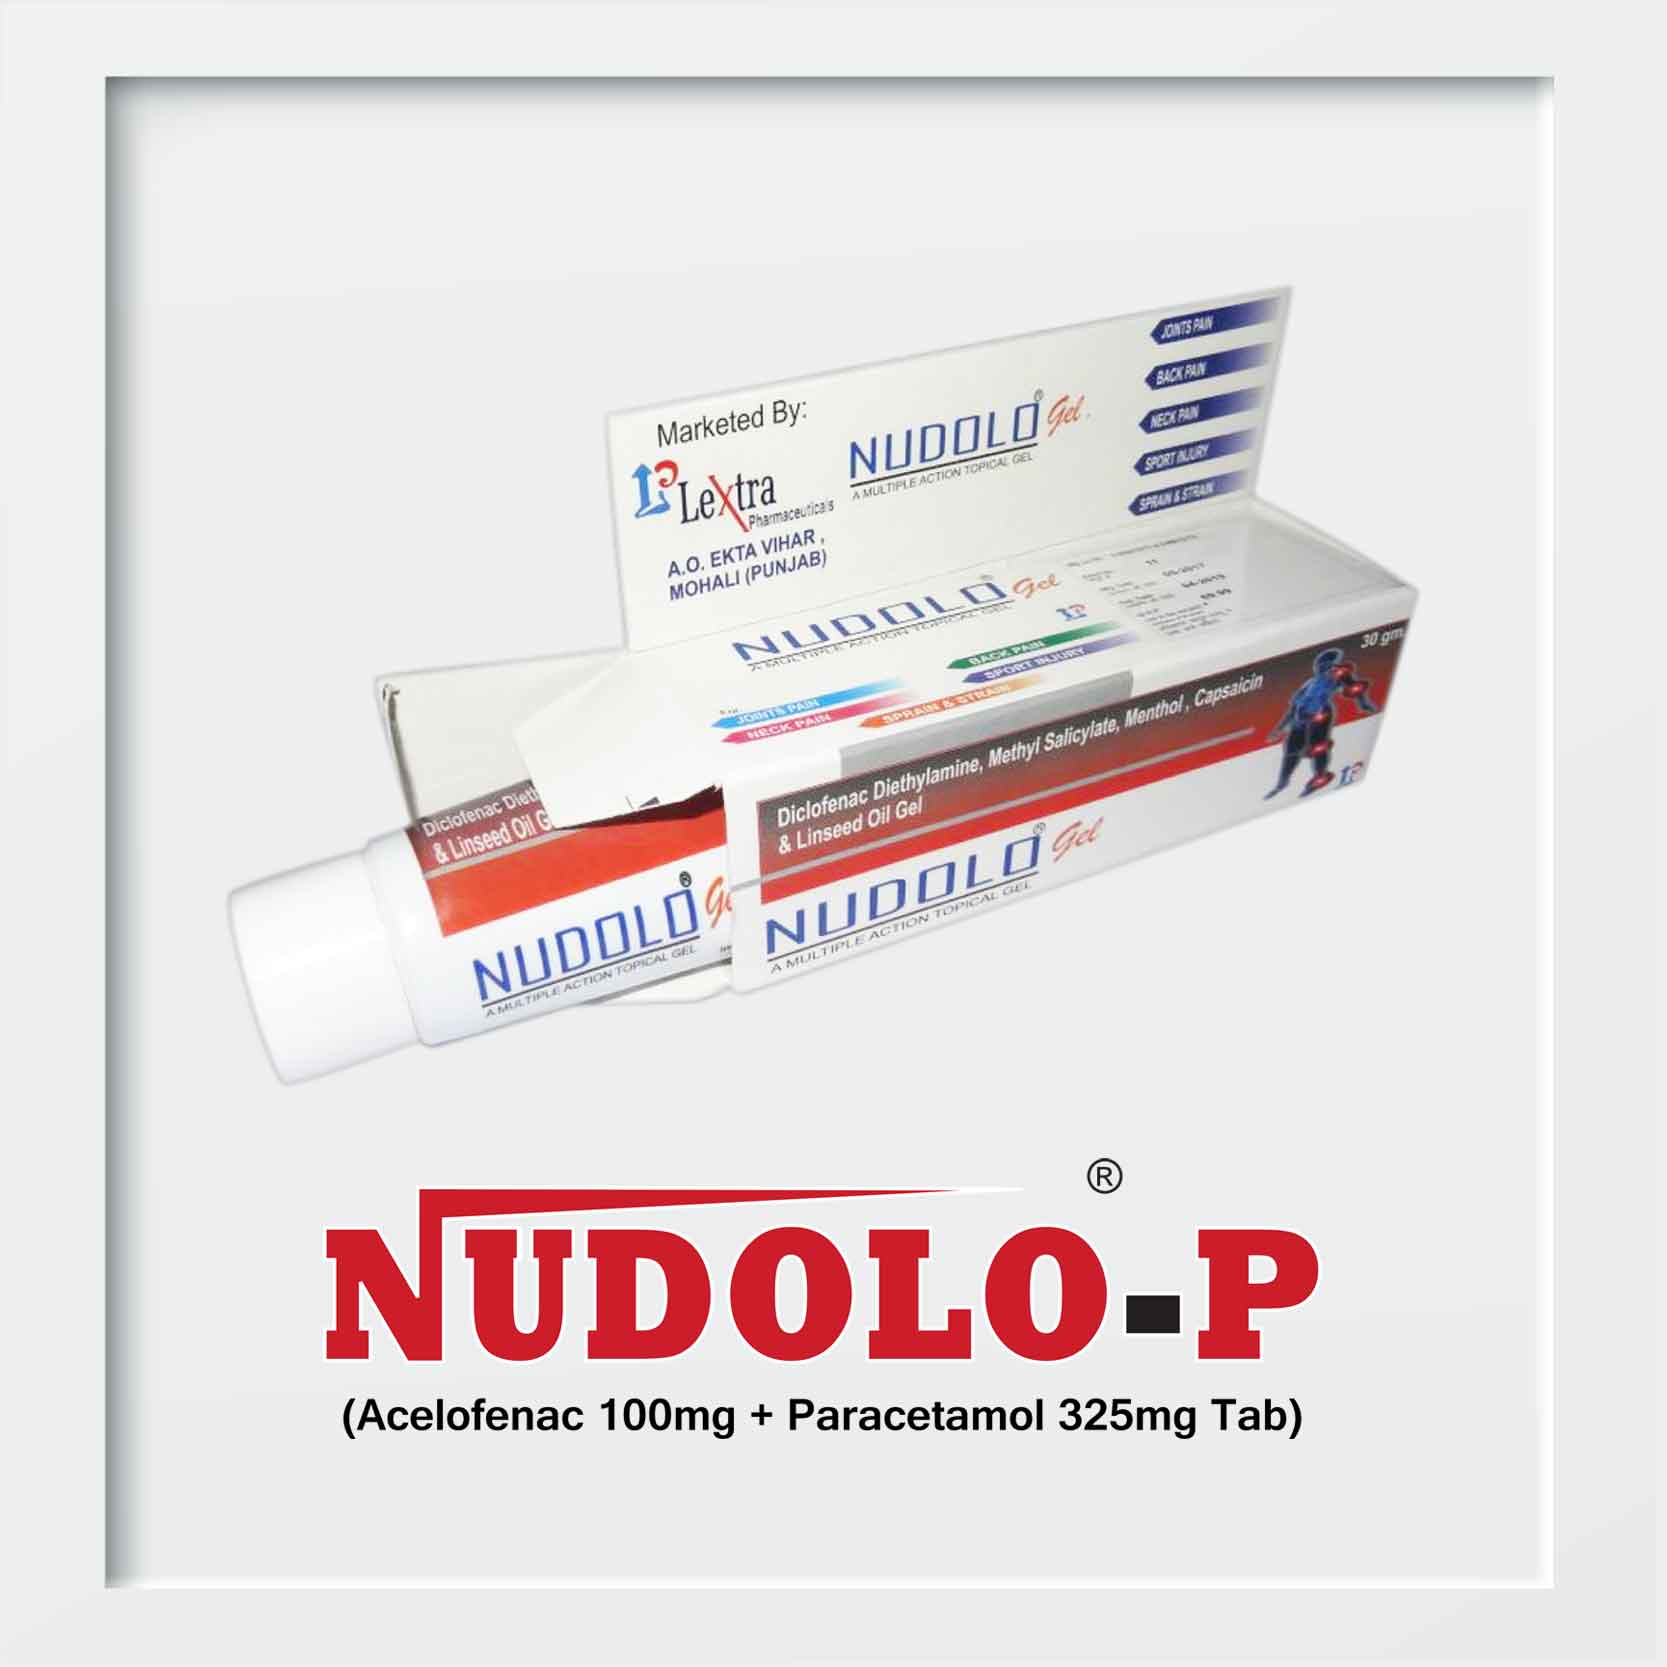 Marketed By:
Lextra
Pharmaceuticals
A.O. EKTA VIHAR ,
MOHALI (PUNJAB)
NUDOLO® Gel
A MULTIPLE ACTION TOPICAL GEL
JOINTS PAIN
BACK PAIN
NECK PAIN
SPORT INJURY
SPRAIN & STRAIN
NUDOLO® Gel
A MULTIPLE ACTION TOPICAL GEL
BACK PAIN
SPORT INJURY
JOINTS PAIN
SPRAIN & STRAIN
NECK PAIN
30 gm.
Diclofenac Diethylamine, Methyl Salicylate, Menthol , Capsaicin
& Linseed Oil Gel
NUDOLO® Gel
A MULTIPLE ACTION TOPICAL GEL
Diclofenac
& Linseed Oil
NUDOLO®
A MULTIPLE ACTION TOPICAL GEL
NUDOLO-P®
(Acelofenac 100mg + Paracetamol 325mg Tab)